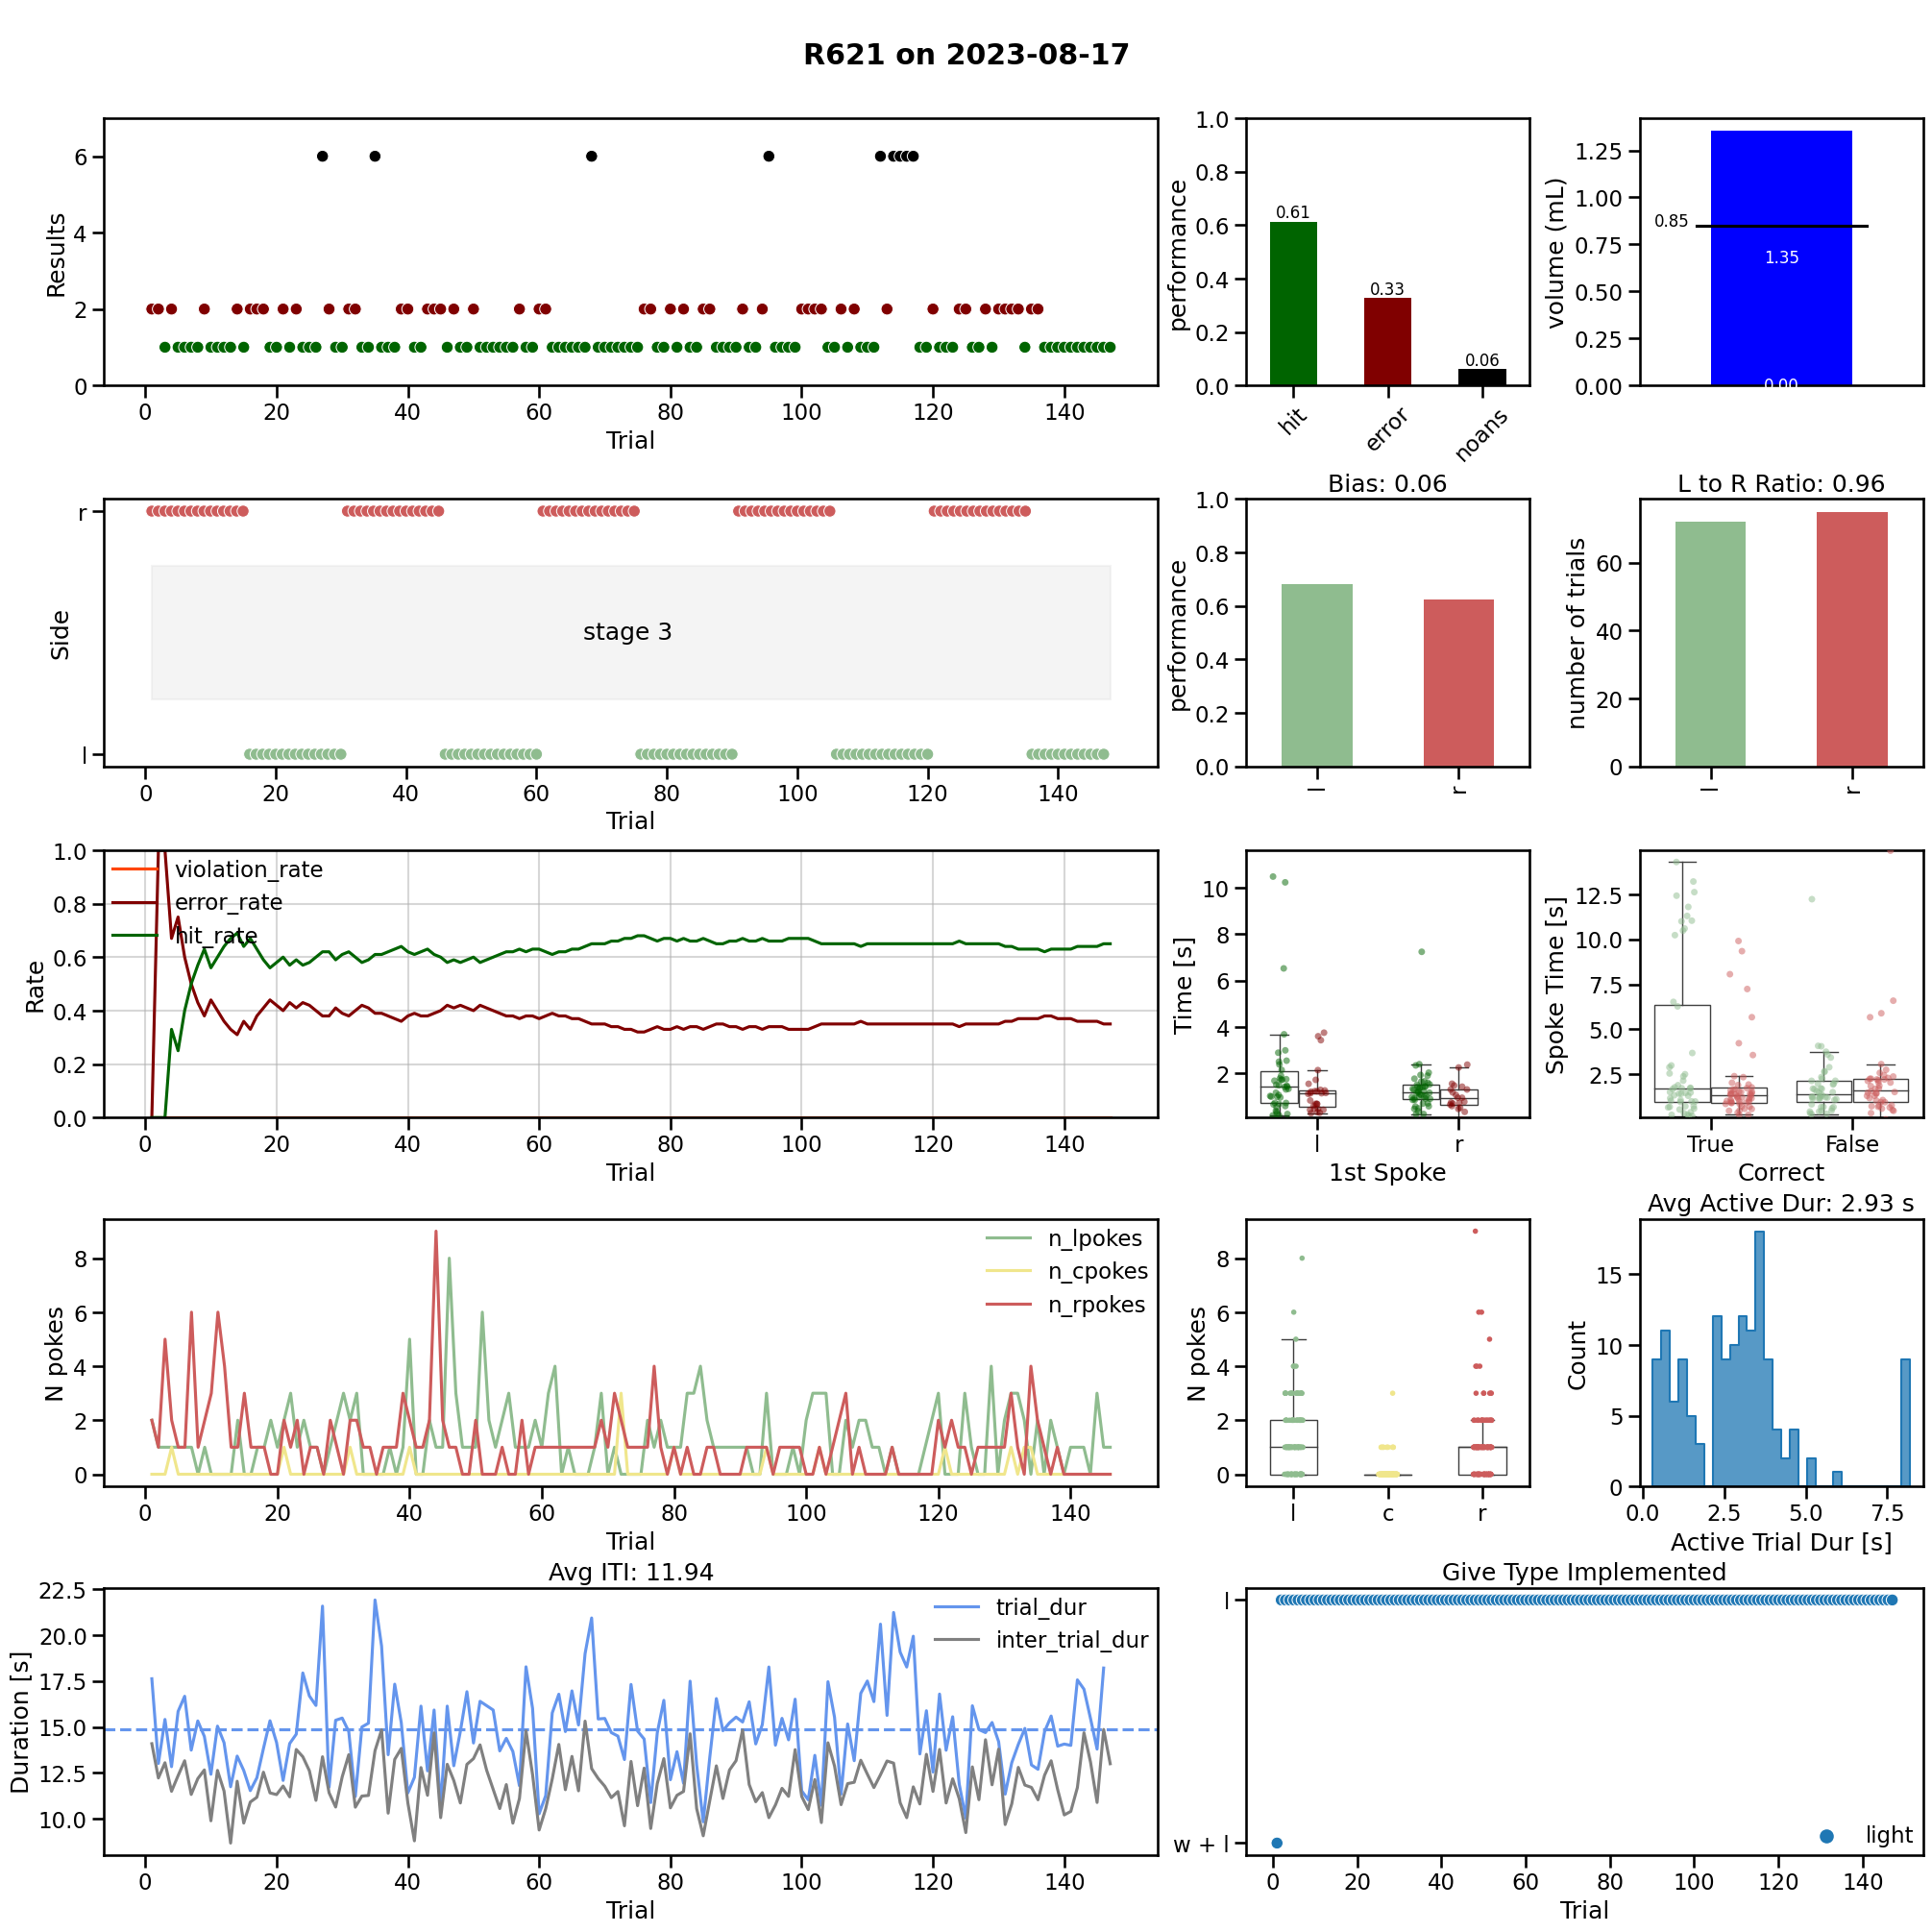 R621 on 2023-08-17
Results
6
4
2
0
0 20 40 60 80 100 120 140
Trial
performance
1.0
0.8
0.6
0.4
0.2
0.0
0.61
0.33
0.06
hit error noans
volume (mL)
1.25
1.00
0.75
0.50
0.25
0.00
0.85
1.35
0.00
Side
r
l
stage 3
0 20 40 60 80 100 120 140
Trial
Bias: 0.06
performance
1.0
0.8
0.6
0.4
0.2
0.0
l r
L to R Ratio: 0.96
number of trials
60
40
20
0
l r
Rate
1.0
0.8
0.6
0.4
0.2
0.0
violation_rate
error_rate
hit_rate
0 20 40 60 80 100 120 140
Trial
Time [s]
10
8
6
4
2
l r
1st Spoke
Spoke Time [s]
12.5
10.0
7.5
5.0
2.5
True False
Correct
N pokes
8
6
4
2
0
n_lpokes
n_cpokes
n_rpokes
0 20 40 60 80 100 120 140
Trial
N pokes
8
6
4
2
0
l c r
Avg Active Dur: 2.93 s
Count
15
10
5
0
0.0 2.5 5.0 7.5
Active Trial Dur [s]
Avg ITI: 11.94
Duration [s]
22.5
20.0
17.5
15.0
12.5
10.0
trial_dur
inter_trial_dur
0 20 40 60 80 100 120 140
Trial
Give Type Implemented
l
w + l
light
0 20 40 60 80 100 120 140
Trial